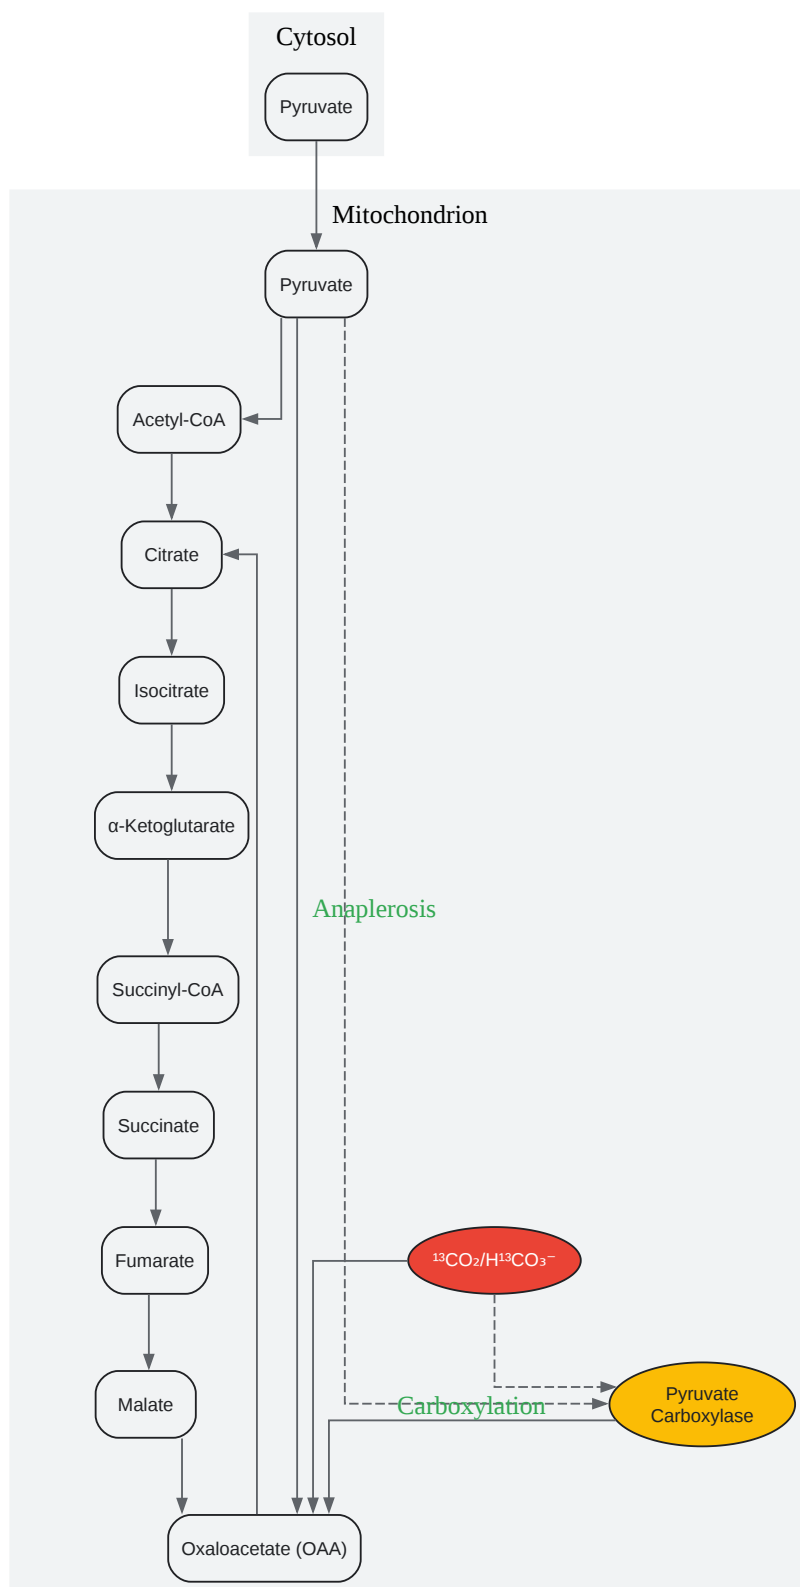 Cytosol
Pyruvate
Mitochondrion
Pyruvate
Acetyl-CoA
Citrate
Isocitrate
α-Ketoglutarate
Anaplerosis
Succinyl-CoA
Succinate
Fumarate
¹³CO₂/H¹³CO₃⁻
Malate
Carboxylation
Pyruvate
Carboxylase
Oxaloacetate (OAA)